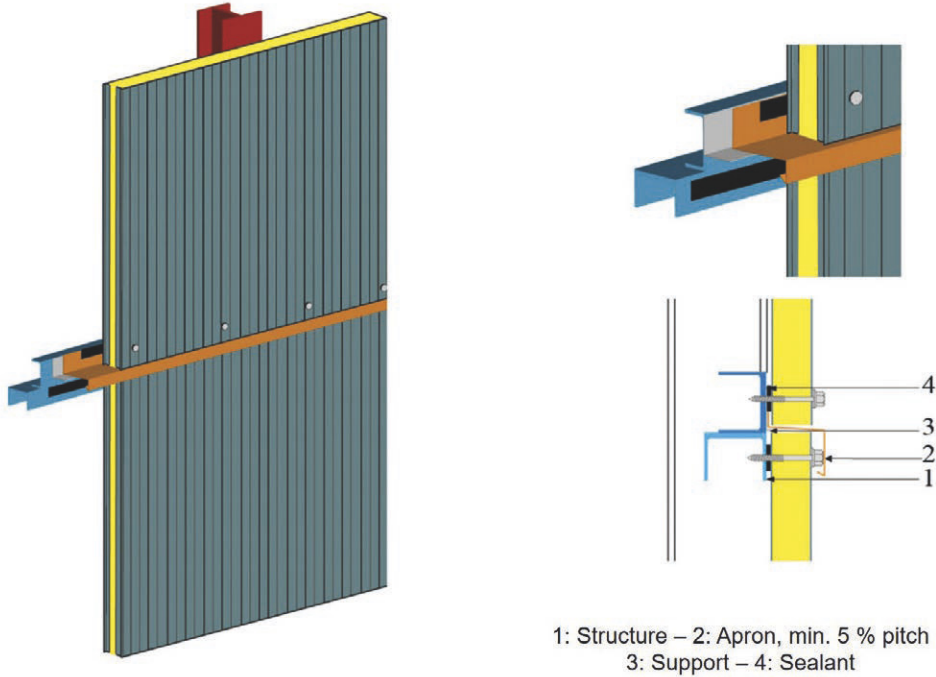 4
3
2
1
1: Structure – 2: Apron, min. 5 % pitch
3: Support – 4: Sealant